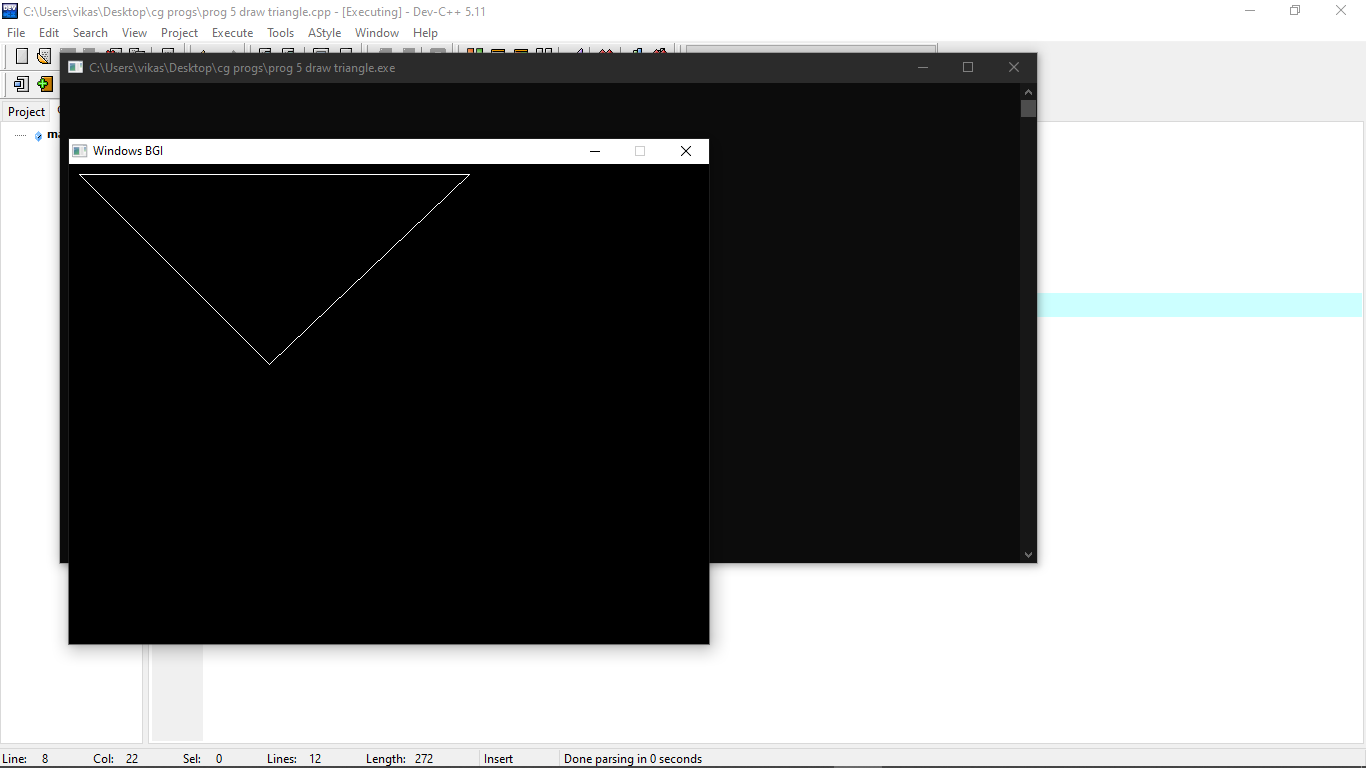 C:\Users\vikas\Desktop\cg progs\prog 5 draw triangle.cpp - [Executing] - Dev-C++ 5.11
File Edit Search View Project Execute Tools AStyle Window Help
C:\Users\vikas\Desktop\cg progs\prog 5 draw triangle.exe
Project
Windows BGI
Line: 8 Col: 22 Sel: 0 Lines: 12 Length: 272 Insert Done parsing in 0 seconds